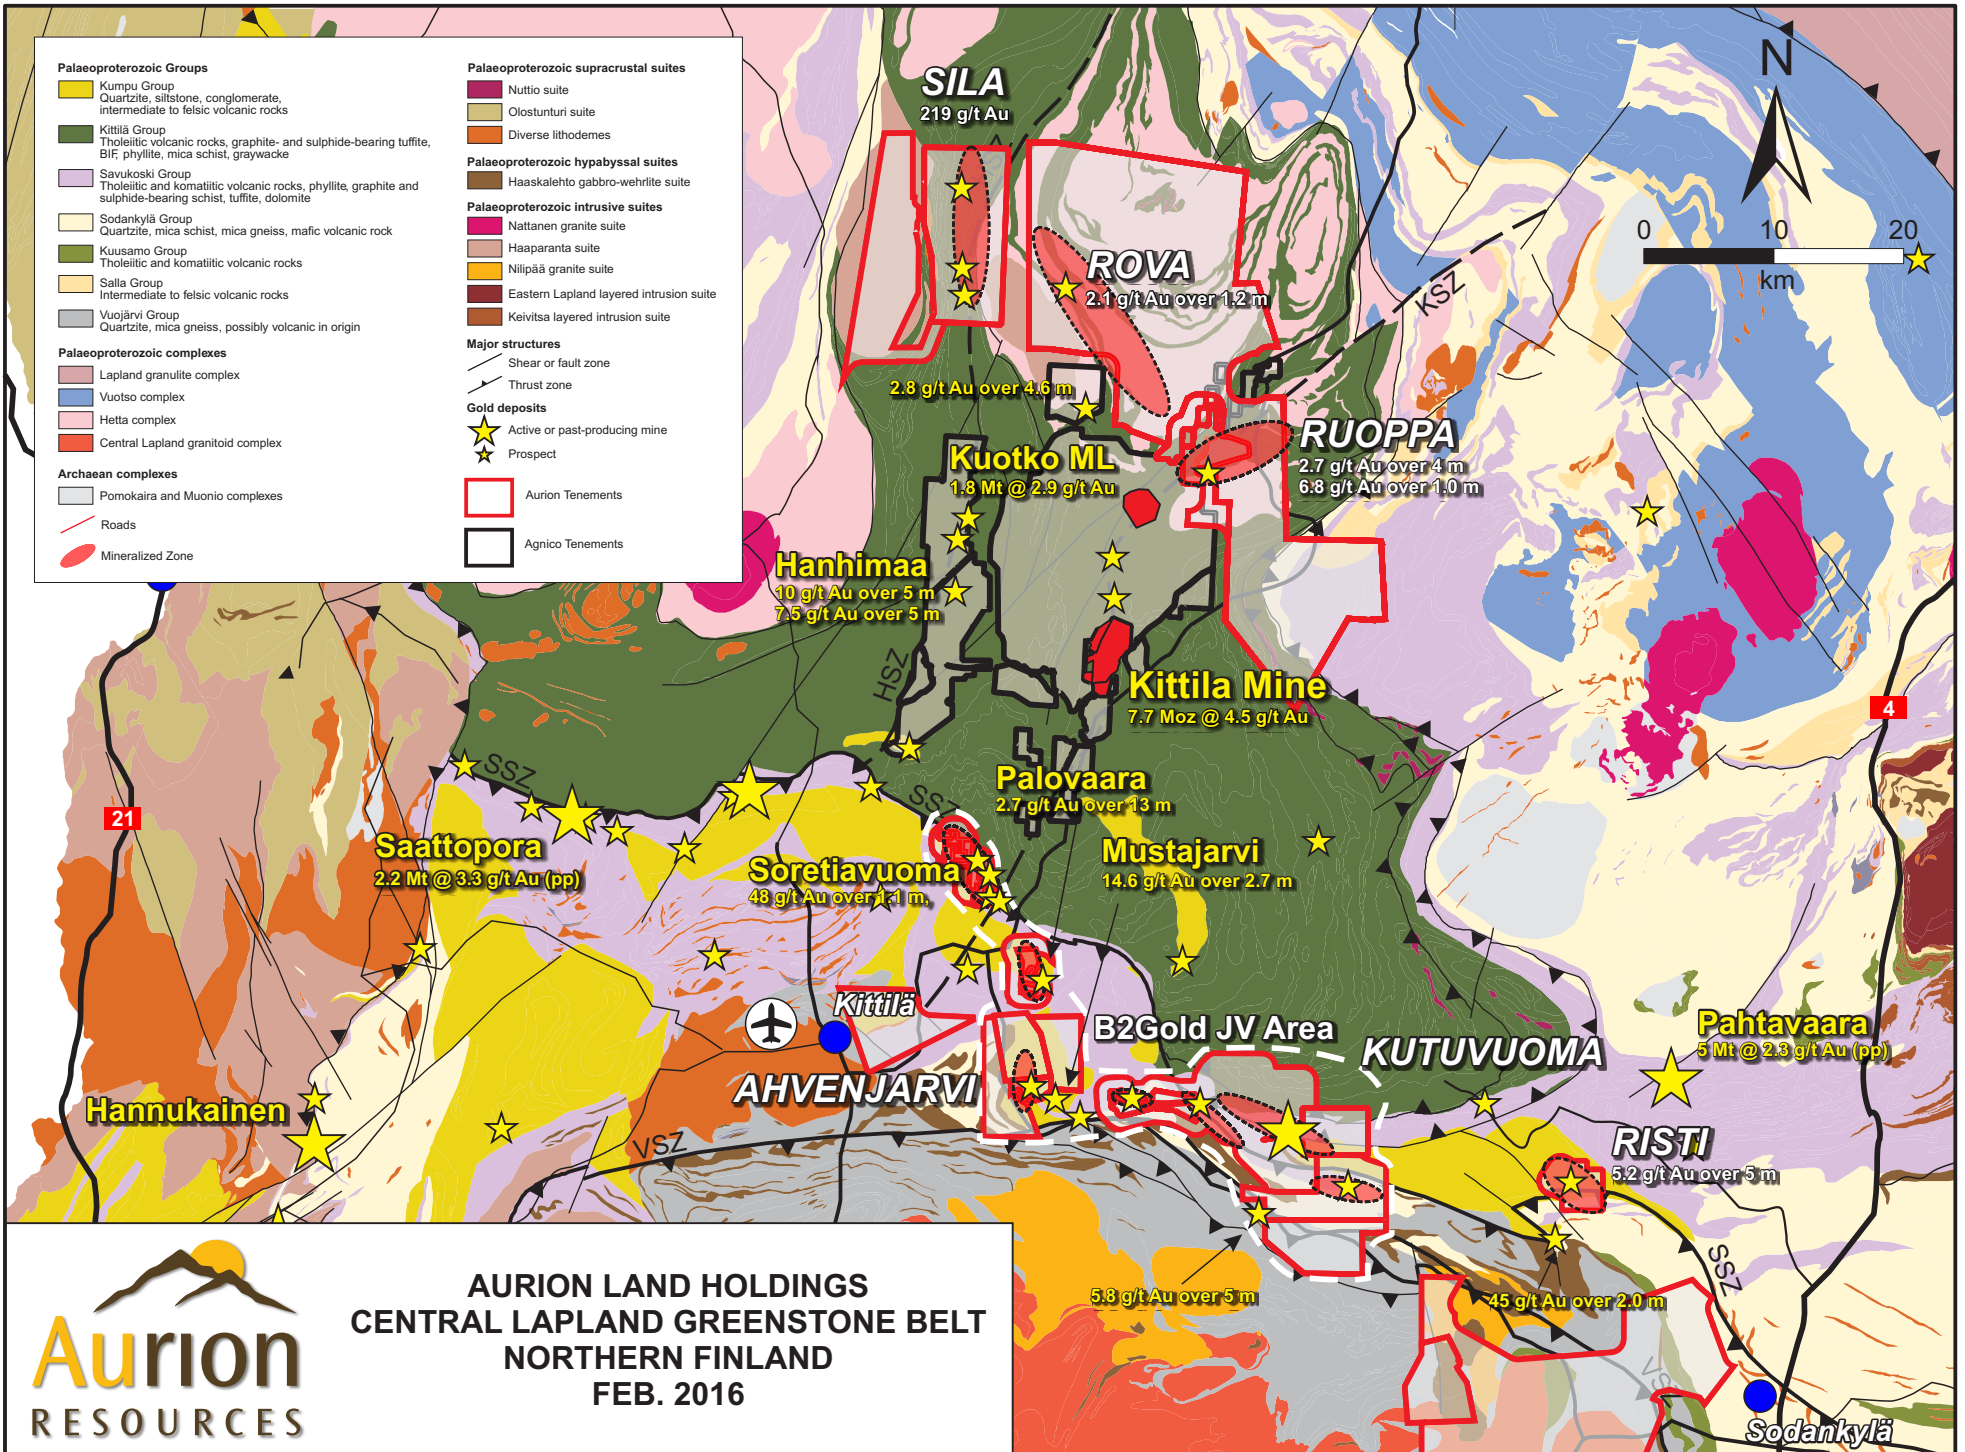 Palaeoproterozoic Groups
Kumpu Group
Quartzite, siltstone, conglomerate,
intermediate to felsic volcanic rocks
Kittilä Group
Tholeiitic volcanic rocks, graphite- and sulphide-bearing tuffite,
BIF, phyllite, mica schist, graywacke
Savukoski Group
Tholeiitic and komatiitic volcanic rocks, phyllite, graphite and
sulphide-bearing schist, tuffite, dolomite
Sodankylä Group
Quartzite, mica schist, mica gneiss, mafic volcanic rock
Kuusamo Group
Tholeiitic and komatiitic volcanic rocks
Salla Group
Intermediate to felsic volcanic rocks
Vuojärvi Group
Quartzite, mica gneiss, possibly volcanic in origin
Palaeoproterozoic complexes
Lapland granulite complex
Vuotso complex
Hetta complex
Central Lapland granitoid complex
Archaean complexes
Pomokaira and Muonio complexes
Roads
Mineralized Zone
Palaeoproterozoic supracrustal suites
Nuttio suite
Olostunturi suite
Diverse lithodemes
Palaeoproterozoic hypabyssal suites
Haaskalehto gabbro-wehrlite suite
Palaeoproterozoic intrusive suites
Nattanen granite suite
Haaparanta suite
Nilipää granite suite
Eastern Lapland layered intrusion suite
Keivitsa layered intrusion suite
Major structures
Shear or fault zone
Thrust zone
Gold deposits
Active or past-producing mine
Prospect
Aurion Tenements
Agnico Tenements
SILA
219 g/t Au
N
0 10 20
km
ROVA
2.1 g/t Au over 1.2 m
KSZ
2.8 g/t Au over 4.6 m
RUOPPA
2.7 g/t Au over 4 m
6.8 g/t Au over 1.0 m
Kuotko ML
1.8 Mt @ 2.9 g/t Au
Hanhimaa
10 g/t Au over 5 m
7.5 g/t Au over 5 m
HSZ
Kittila Mine
7.7 Moz @ 4.5 g/t Au
4
SSZ
SSZ
Palovaara
2.7 g/t Au over 13 m
21
Saattopora
2.2 Mt @ 3.3 g/t Au (pp)
Soretiavuoma
48 g/t Au over 1.1 m,
Mustajarvi
14.6 g/t Au over 2.7 m
Kittilä
B2Gold JV Area
KUTUVUOMA
Pahtavaara
5 Mt @ 2.3 g/t Au (pp)
AHVENJARVI
Hannukainen
VSZ
RISTI
5.2 g/t Au over 5 m
SSZ
5.8 g/t Au over 5 m
45 g/t Au over 2.0 m
VSZ
Sodankylä
Aurion
RESOURCES
AURION LAND HOLDINGS
CENTRAL LAPLAND GREENSTONE BELT
NORTHERN FINLAND
FEB. 2016